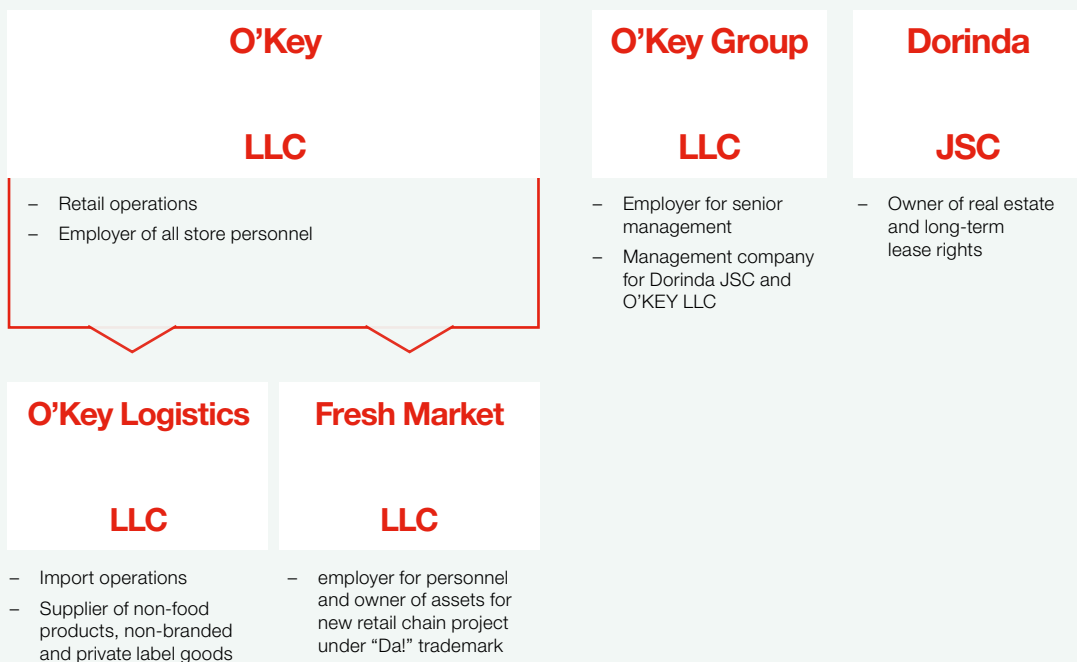 O’Key
LLC
– Retail operations
– Employer of all store personnel
O’Key Group
LLC
– Employer for senior
management
– Management company
for Dorinda JSC and
O’KEY LLC
Dorinda
JSC
– Owner of real estate
and long-term
lease rights
O’Key Logistics
LLC
– Import operations
– Supplier of non-food
products, non-branded
and private label goods
Fresh Market
LLC
– employer for personnel
and owner of assets for
new retail chain project
under “Da!” trademark